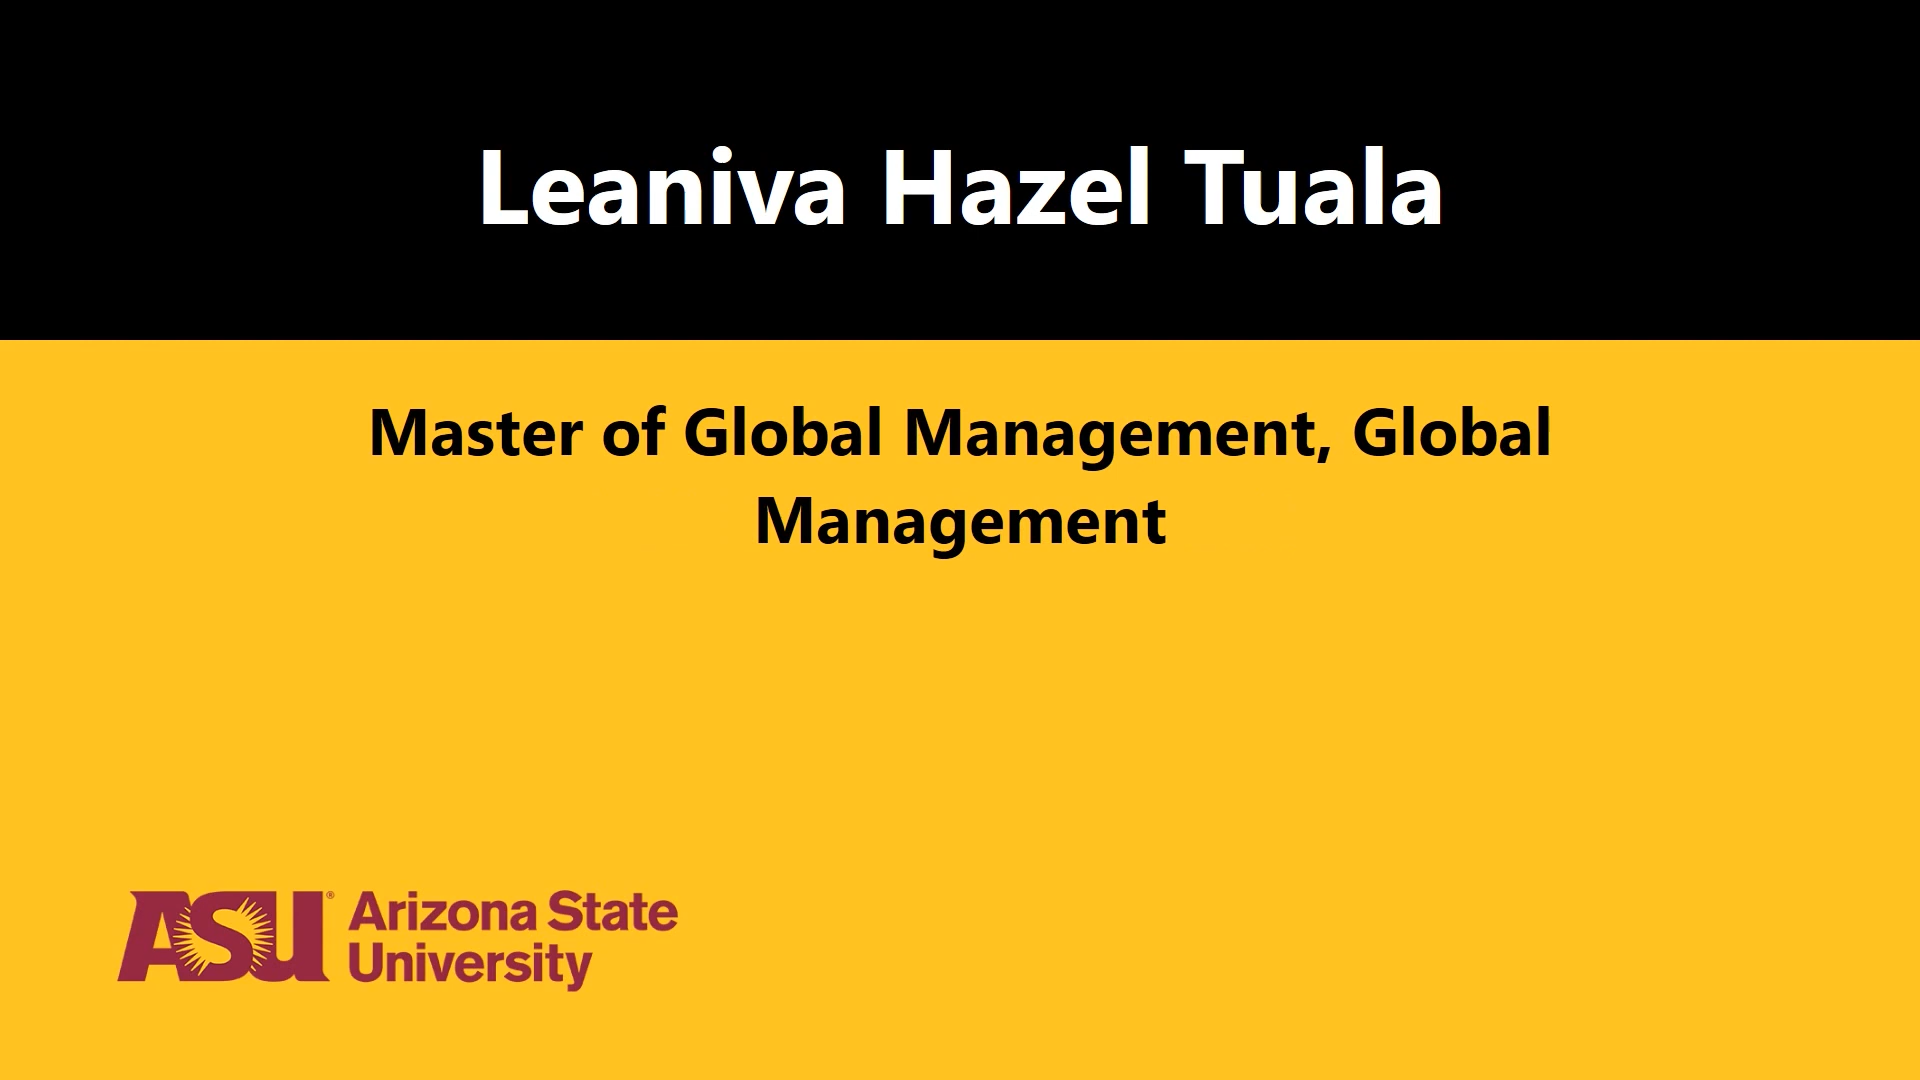 Leaniva Hazel Tuala
Master of Global Management, Global
Management
ASU® Arizona State
University